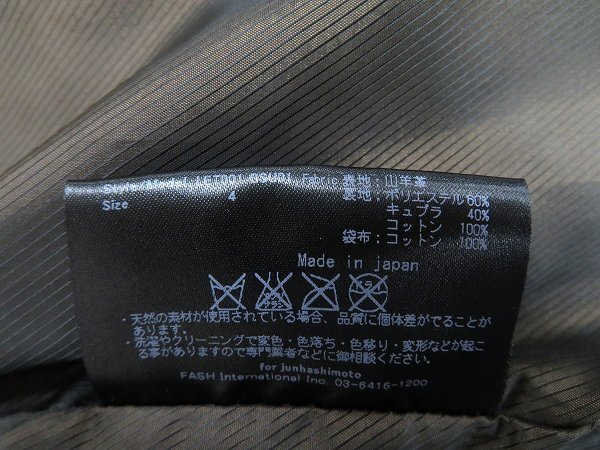 Fabric 表地：山羊革
Size 4 裏地：ポリエステル 60%
キュプラ 40%
コットン 100%
袋布：コットン 100%
Made in japan
・天然の素材が使用されている場合、品質に個体差がでることが
あります。
・洗濯やクリーニングで変色・色落ち・色移り・変形などが起こ
る事がありますので専門業者などに御相談ください。
for junhashimoto
FASH International Inc. 03-6416-1200